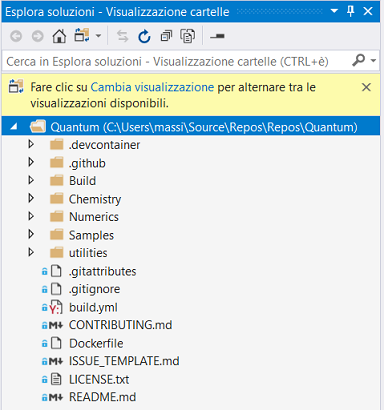 Esplora soluzioni - Visualizzazione cartelle
Cerca in Esplora soluzioni - Visualizzazione cartelle (CTRL+è)
Fare clic su Cambia visualizzazione per alternare tra le
visualizzazioni disponibili.
Quantum (C:\Users\massi\Source\Repos\Repos\Quantum)
.devcontainer
.github
Build
Chemistry
Numerics
Samples
utilities
.gitattributes
.gitignore
build.yml
CONTRIBUTING.md
Dockerfile
ISSUE_TEMPLATE.md
LICENSE.txt
README.md